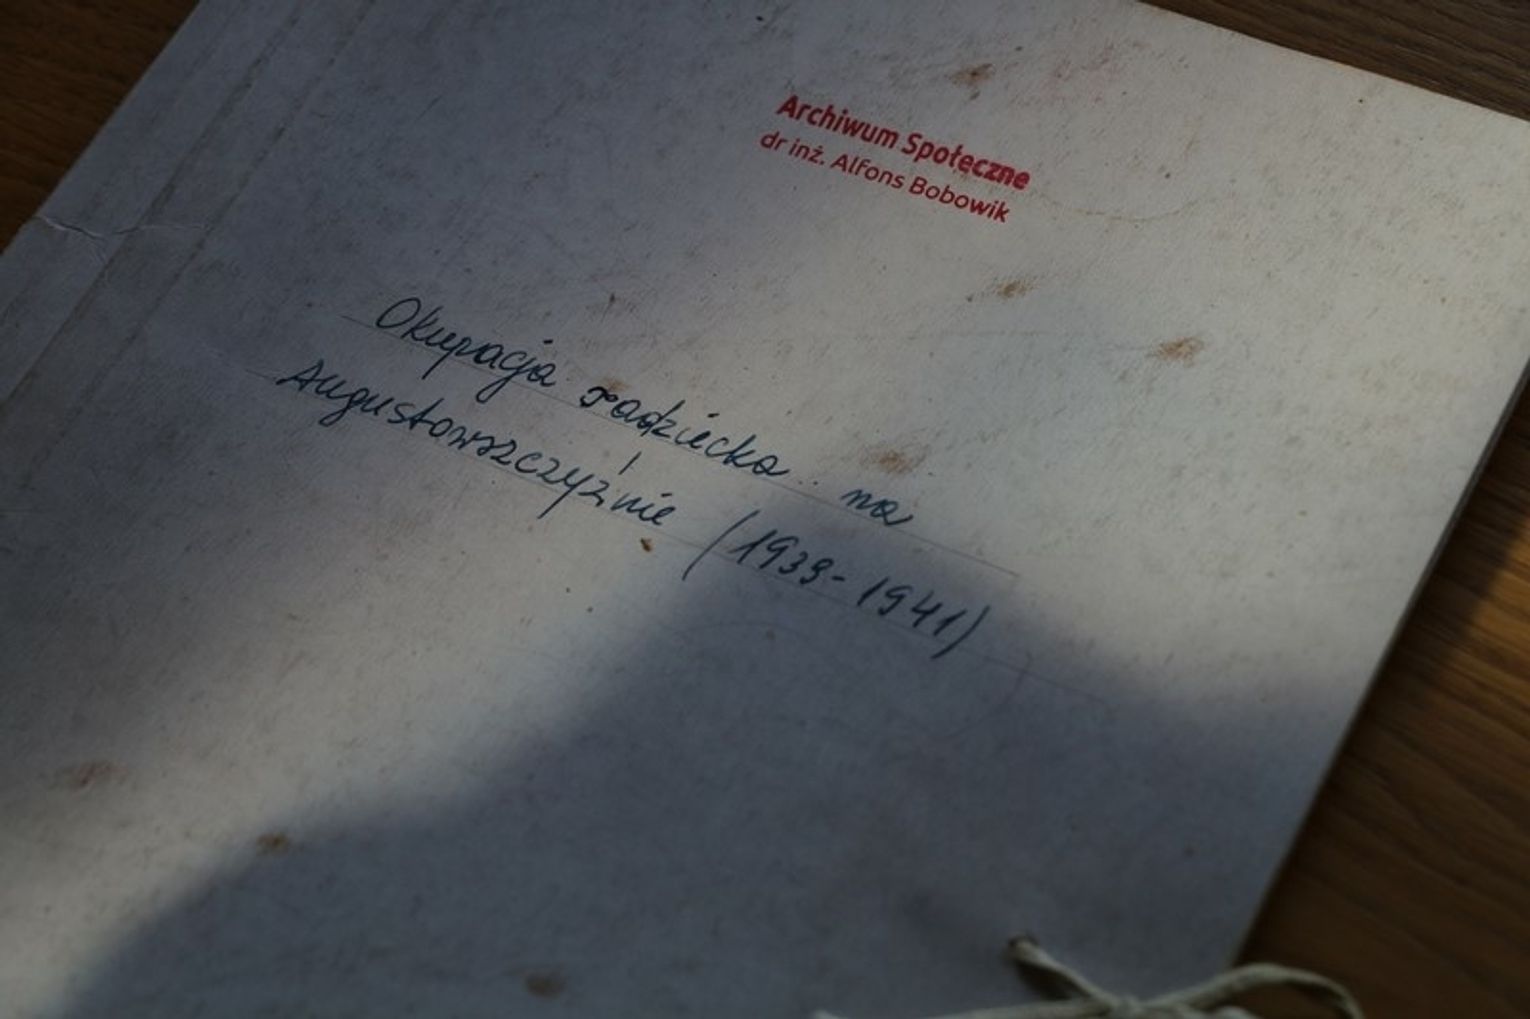 Archiwum Społeczne
dr inż. Alfons Bobowik
Okupacja radziecka na
Augustowszczyźnie (1939-1941)